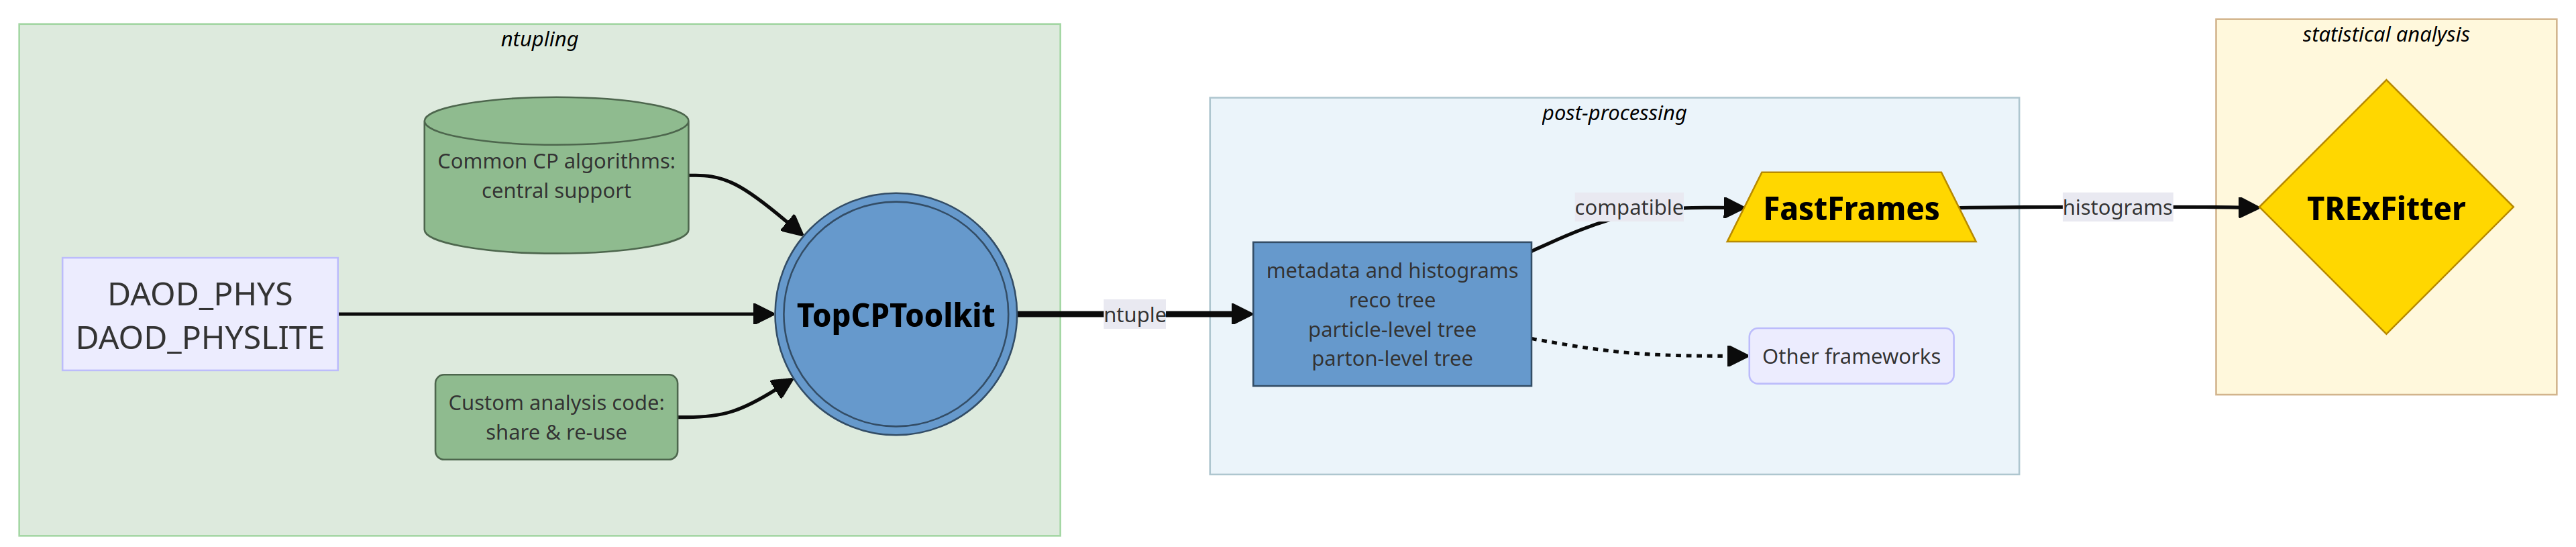 ntupling
Common CP algorithms:
central support
DAOD_PHYS
DAOD_PHYSLITE
Custom analysis code:
share & re-use
TopCPToolkit
ntuple
post-processing
metadata and histograms
reco tree
particle-level tree
parton-level tree
compatible
FastFrames
Other frameworks
histograms
statistical analysis
TRExFitter